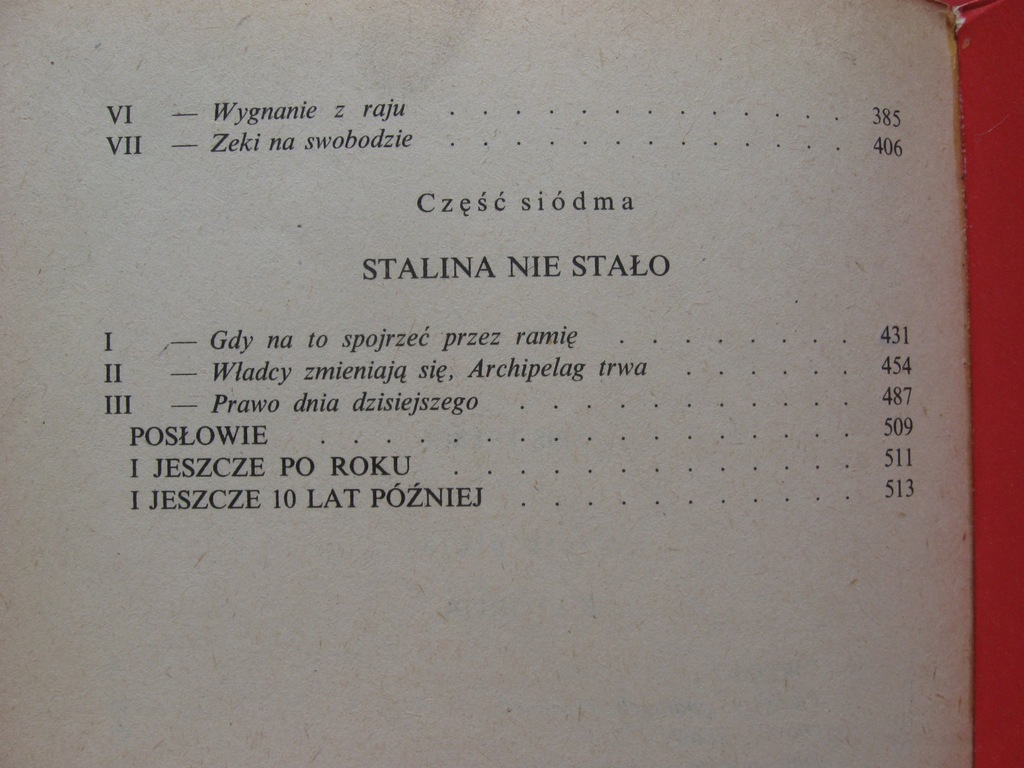 VI — Wygnanie z raju . . . . . . . . . . . . 385
VII — Zeki na swobodzie . . . . . . . . . . . . 406
Część siódma
STALINA NIE STAŁO
I — Gdy na to spojrzeć przez ramię . . . . . . . . 431
II — Władcy zmieniają się, Archipelag trwa . . . . . . 454
III — Prawo dnia dzisiejszego . . . . . . . . . . . 487
POSŁOWIE . . . . . . . . . . . . . . . . . 509
I JESZCZE PO ROKU . . . . . . . . . . . . . 511
I JESZCZE 10 LAT PÓŹNIEJ . . . . . . . . . . . 513